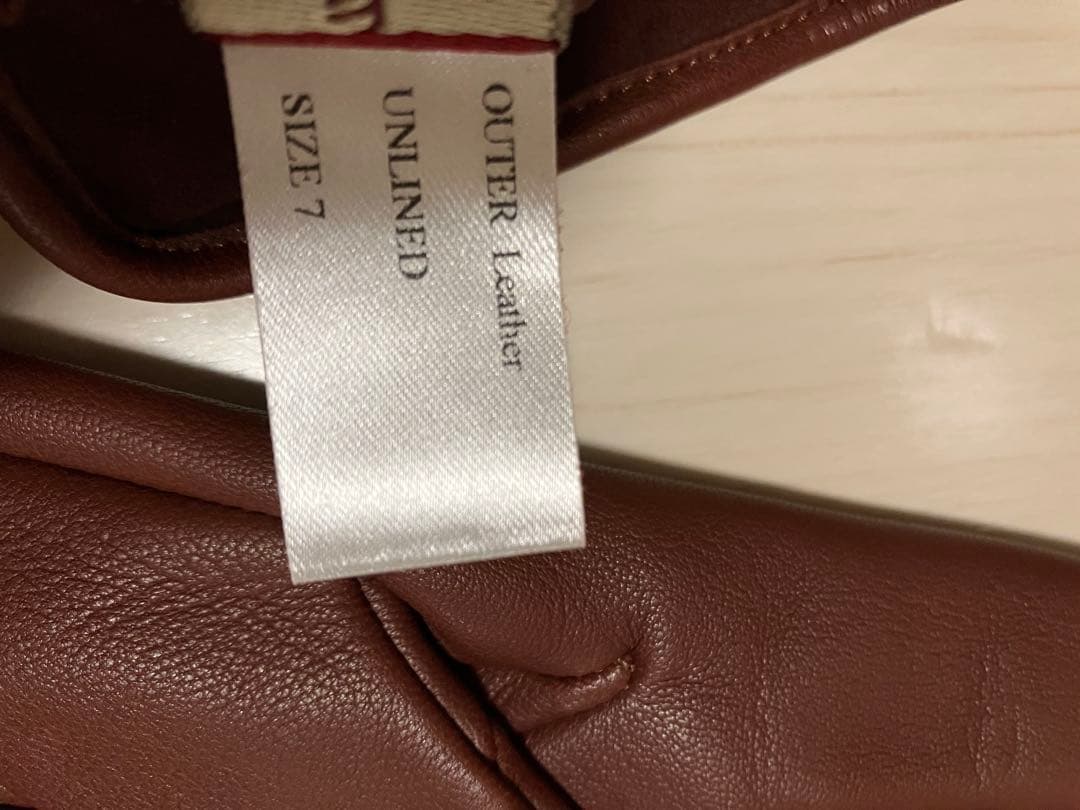 OUTER Leather
UNLINED
SIZE 7